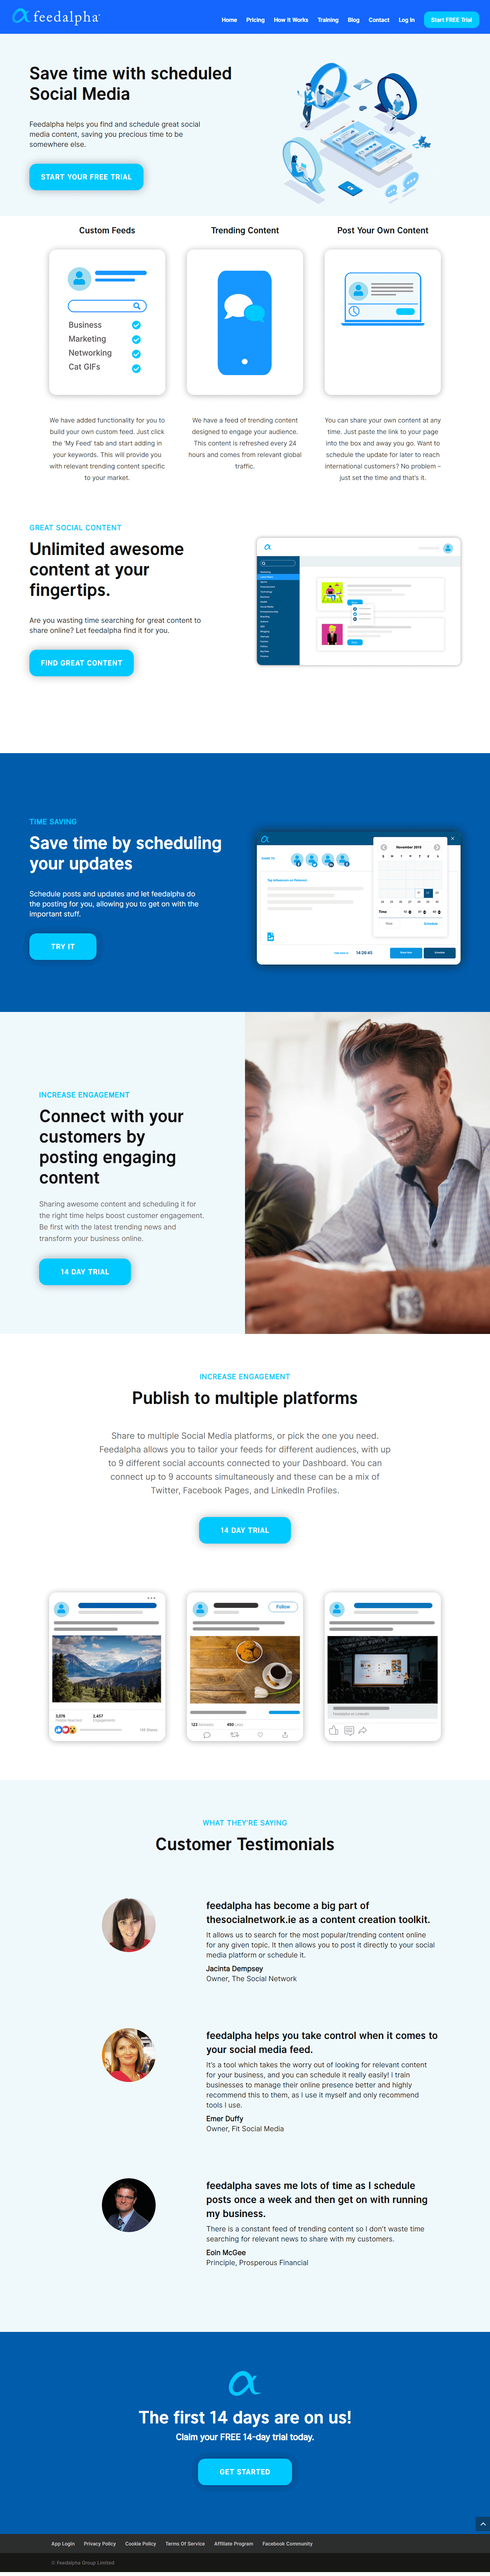 feedalpha
Home Pricing How It Works Training Blog Contact Log In Start FREE Trial
Save time with scheduled
Social Media
Feedalpha helps you find and schedule great social
media content, saving you precious time to be
somewhere else.
START YOUR FREE TRIAL
Custom Feeds
Business
Marketing
Networking
Cat GIFs
We have added functionality for you to
build your own custom feed. Just click
the 'My Feed' tab and start adding in
your keywords. This will provide you
with relevant trending content specific
to your market.
Trending Content
We have a feed of trending content
designed to engage your audience.
This content is refreshed every 24
hours and comes from relevant global
traffic.
Post Your Own Content
You can share your own content at any
time. Just paste the link to your page
into the box and away you go. Want to
schedule the update for later to reach
international customers? No problem –
just set the time and that's it.
GREAT SOCIAL CONTENT
Unlimited awesome
content at your
fingertips.
Are you wasting time searching for great content to
share online? Let feedalpha find it for you.
FIND GREAT CONTENT
TIME SAVING
Save time by scheduling
your updates
Schedule posts and updates and let feedalpha do
the posting for you, allowing you to get on with the
important stuff.
TRY IT
November 2019
Time
Schedule
14:26:45
INCREASE ENGAGEMENT
Connect with your
customers by
posting engaging
content
Sharing awesome content and scheduling it for
the right time helps boost customer engagement.
Be first with the latest trending news and
transform your business online.
14 DAY TRIAL
INCREASE ENGAGEMENT
Publish to multiple platforms
Share to multiple Social Media platforms, or pick the one you need.
Feedalpha allows you to tailor your feeds for different audiences, with up
to 9 different social accounts connected to your Dashboard. You can
connect up to 9 accounts simultaneously and these can be a mix of
Twitter, Facebook Pages, and LinkedIn Profiles.
14 DAY TRIAL
Follow
WHAT THEY'RE SAYING
Customer Testimonials
feedalpha has become a big part of
thesocialnetwork.ie as a content creation toolkit.
It allows us to search for the most popular/trending content online
for any given topic. It then allows you to post it directly to your social
media platform or schedule it.
Jacinta Dempsey
Owner, The Social Network
feedalpha helps you take control when it comes to
your social media feed.
It's a tool which takes the worry out of looking for relevant content
for your business, and you can schedule it really easily! I train
businesses to manage their online presence better and highly
recommend this to them, as I use it myself and only recommend
tools I use.
Emer Duffy
Owner, Fit Social Media
feedalpha saves me lots of time as I schedule
posts once a week and then get on with running
my business.
There is a constant feed of trending content so I don't waste time
searching for relevant news to share with my customers.
Eoin McGee
Principle, Prosperous Financial
The first 14 days are on us!
Claim your FREE 14-day trial today.
GET STARTED
App Login Privacy Policy Cookie Policy Terms Of Service Affiliate Program Facebook Community
© Feedalpha Group Limited